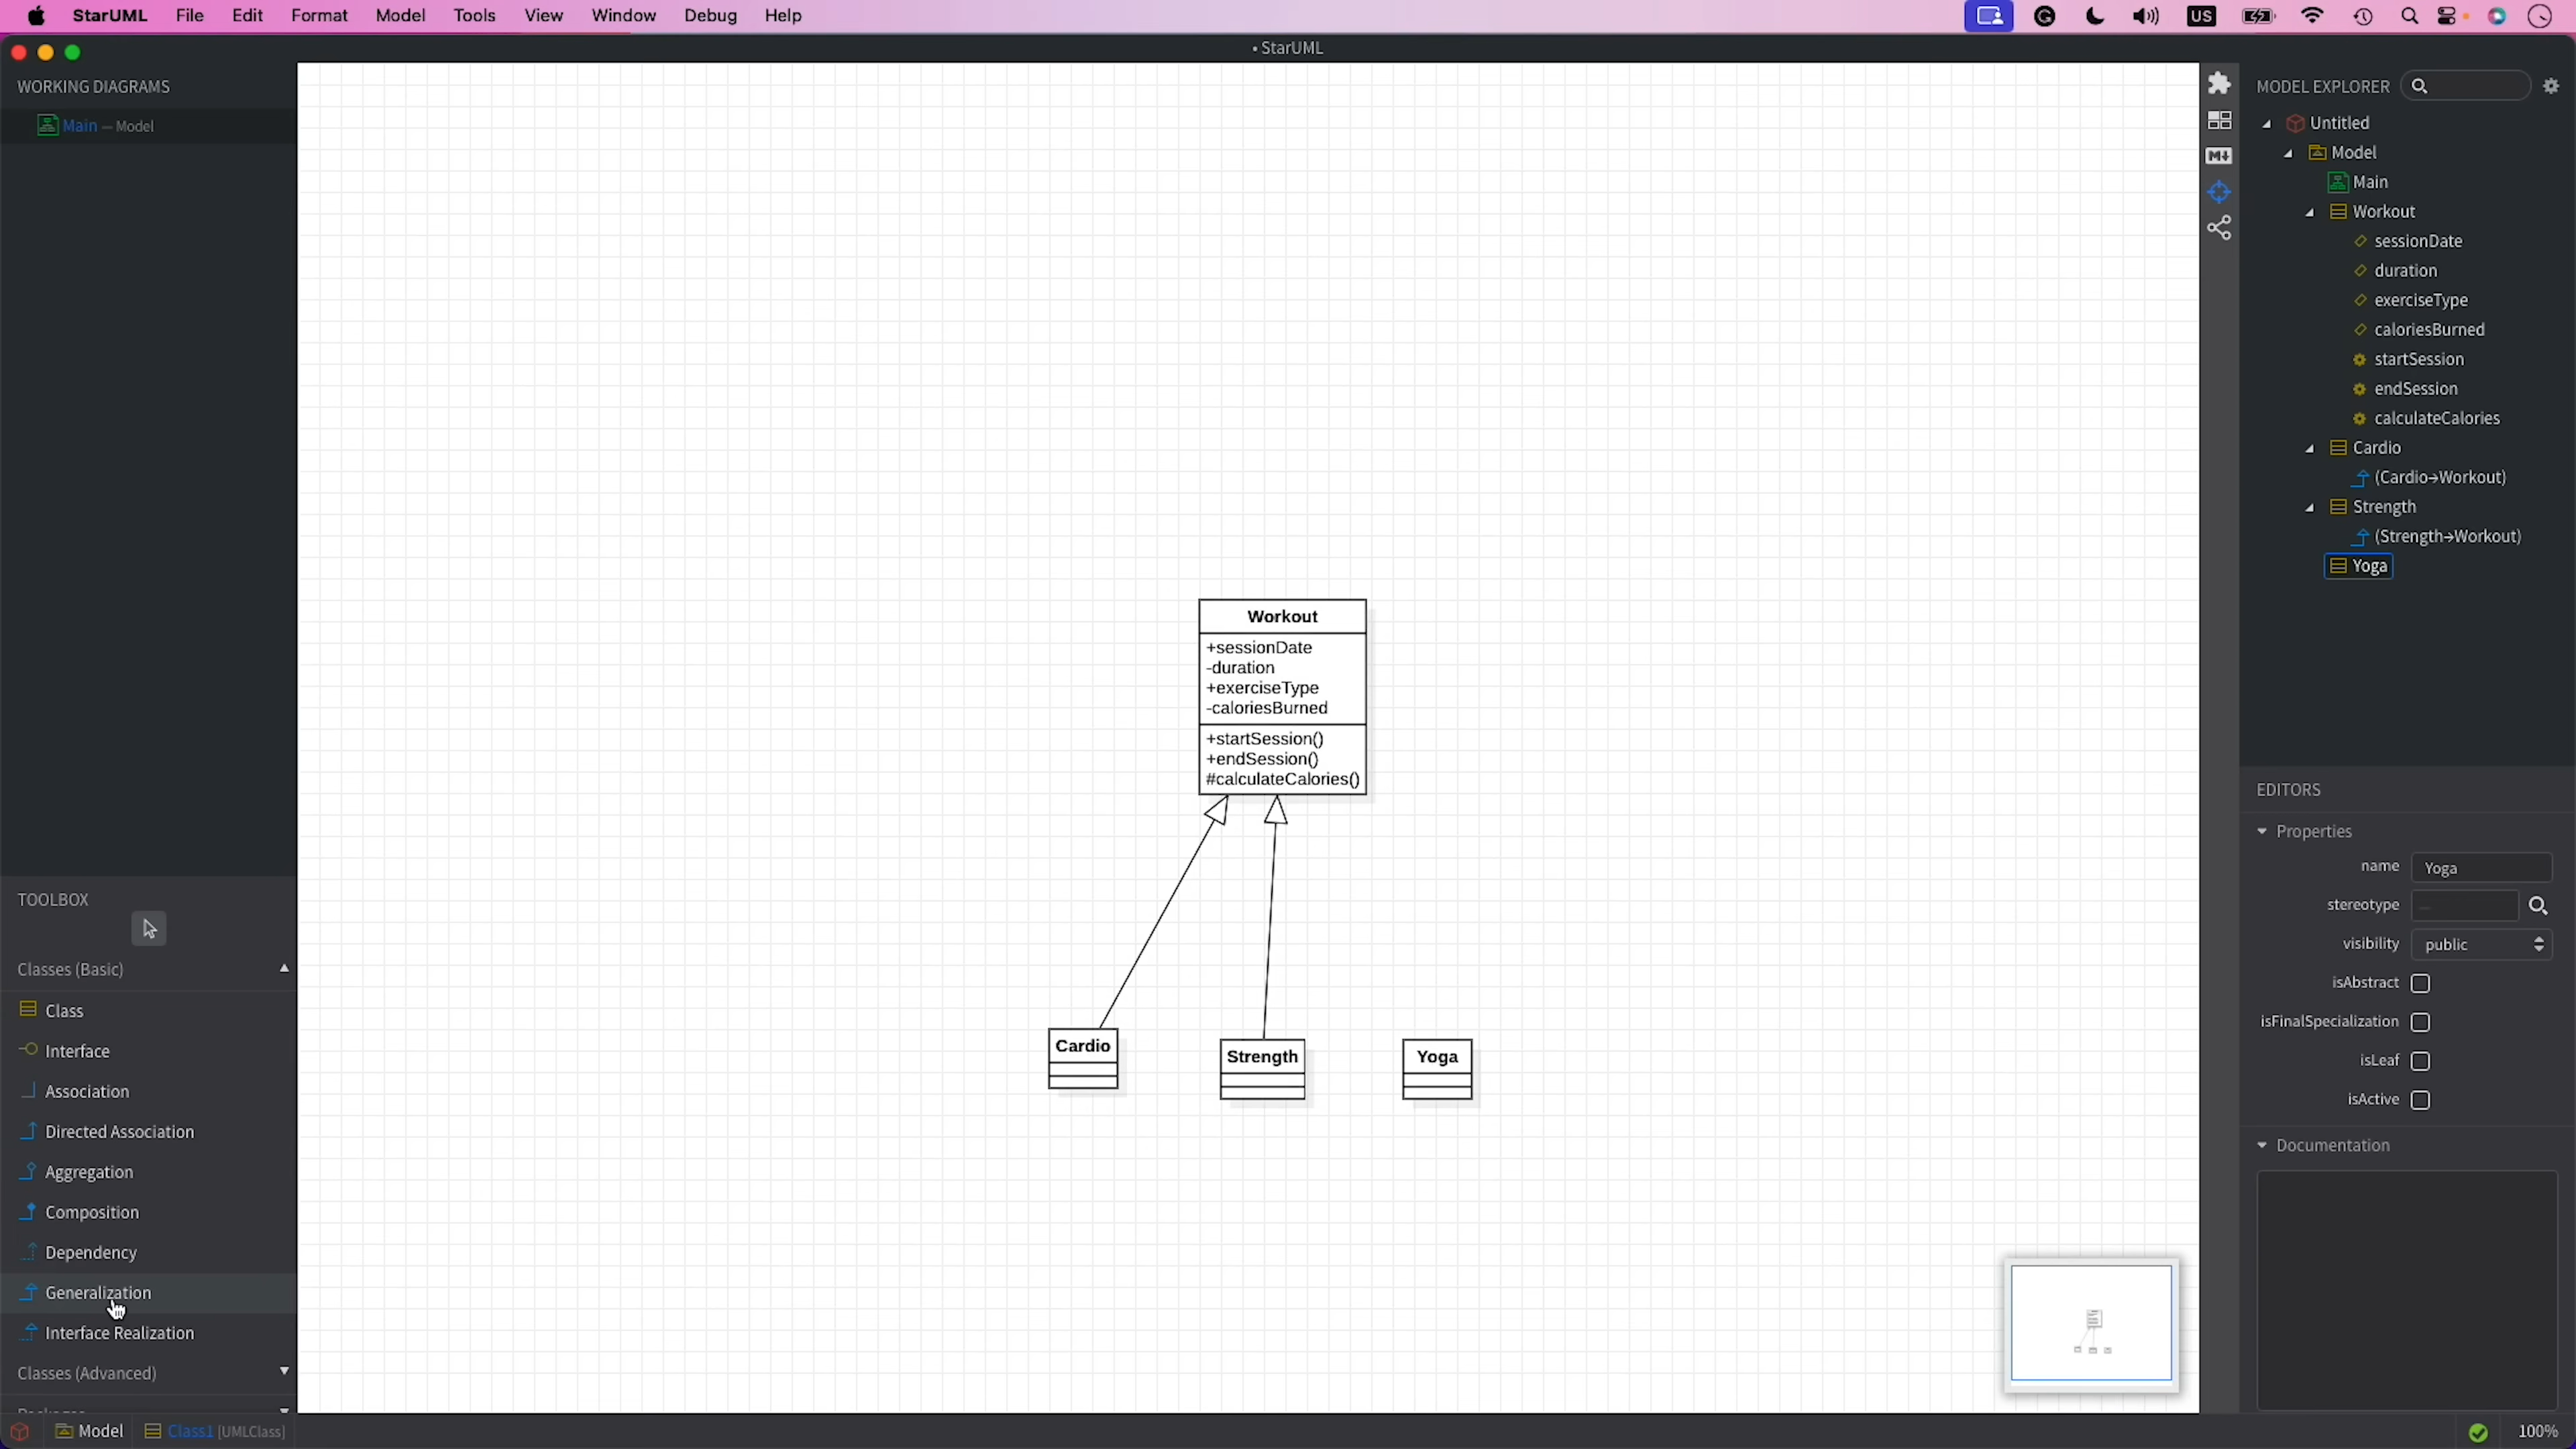 StarUML File Edit Format Model Tools View Window Debug Help US
• StarUML
WORKING DIAGRAMS
Main — Model
TOOLBOX
Classes (Basic)
Class
Interface
Association
Directed Association
Aggregation
Composition
Dependency
Generalization
Interface Realization
Classes (Advanced)
Model Class1 [UMLClass]
Workout
+sessionDate
-duration
+exerciseType
-caloriesBurned
+startSession()
+endSession()
#calculateCalories()
Cardio
Strength
Yoga
M
MODEL EXPLORER
Untitled
Model
Main
Workout
sessionDate
duration
exerciseType
caloriesBurned
startSession
endSession
calculateCalories
Cardio
(Cardio→Workout)
Strength
(Strength→Workout)
Yoga
EDITORS
Properties
name Yoga
stereotype
visibility public
isAbstract
isFinalSpecialization
isLeaf
isActive
Documentation
100%